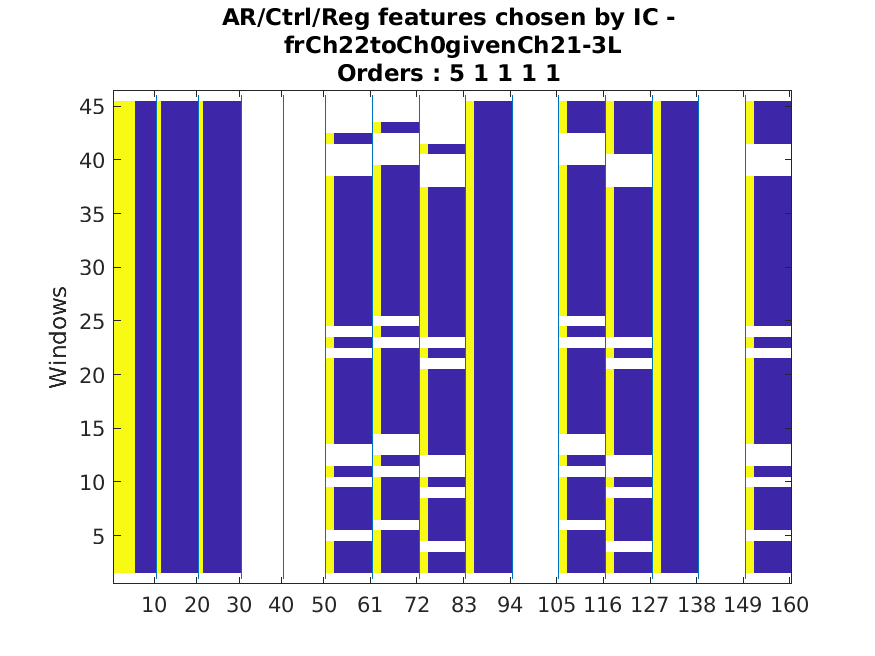 AR/Ctrl/Reg features chosen by IC -
frCh22toCh0givenCh21-3L
Orders : 5 1 1 1 1
45
40
35
30
25
20
15
10
5
Windows
10 20 30 40 50 61 72 83 94 105 116 127 138 149 160